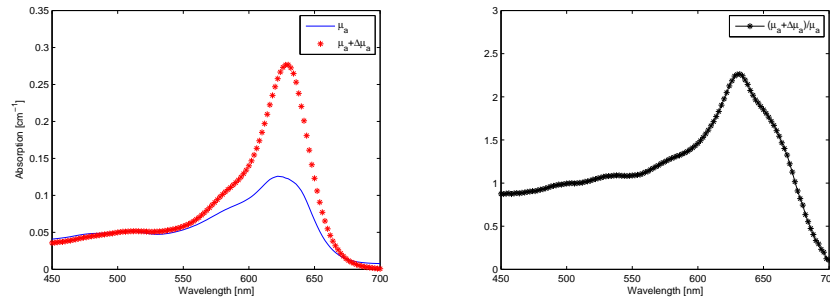 0.35
0.3
0.25
0.2
0.15
0.1
0.05
0
Absorption [cm⁻¹]
450 500 550 600 650 700
Wavelength [nm]
μₐ
μₐ+Δμₐ
3
2.5
2
1.5
1
0.5
0
450 500 550 600 650 700
Wavelength [nm]
(μₐ+Δμₐ)/μₐ